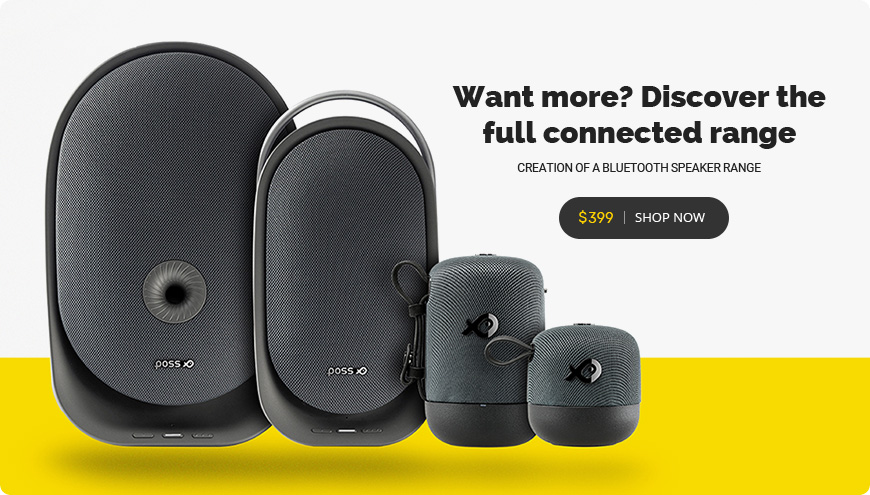 Want more? Discover the
full connected range
CREATION OF A BLUETOOTH SPEAKER RANGE
$399 | SHOP NOW
poss
poss